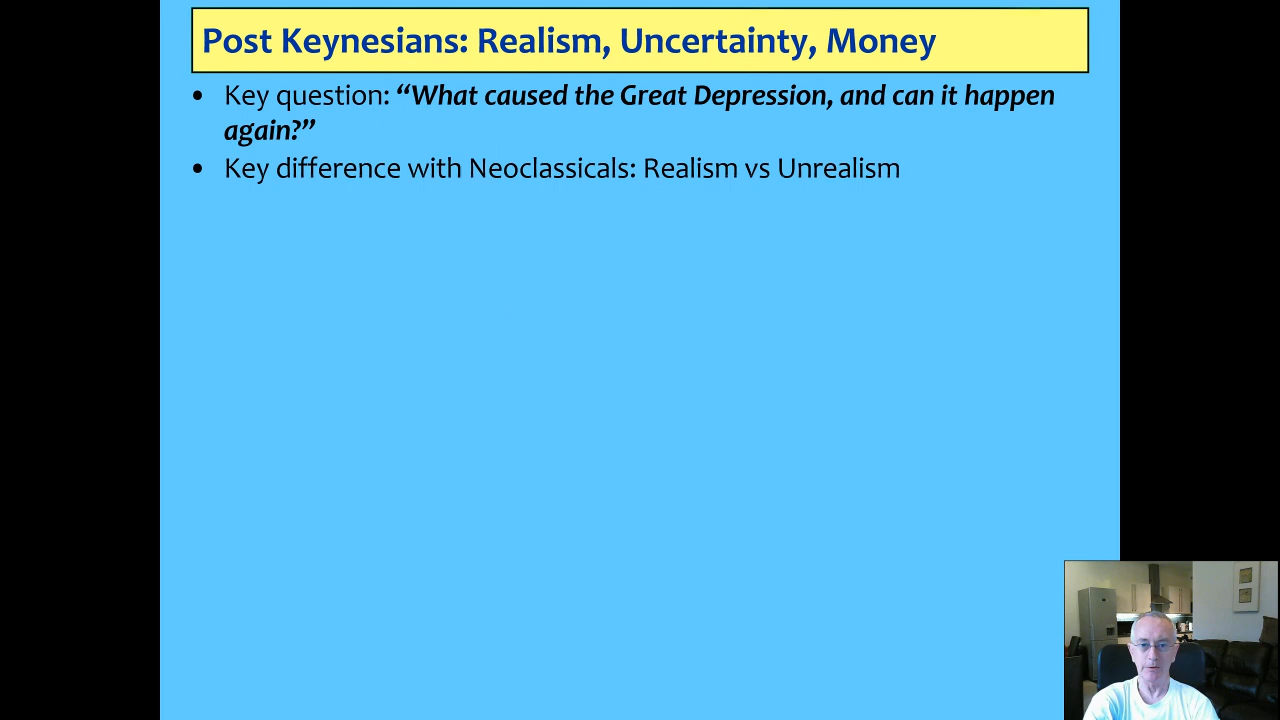 Post Keynesians: Realism, Uncertainty, Money
• Key question: “What caused the Great Depression, and can it happen
again?”
• Key difference with Neoclassicals: Realism vs Unrealism